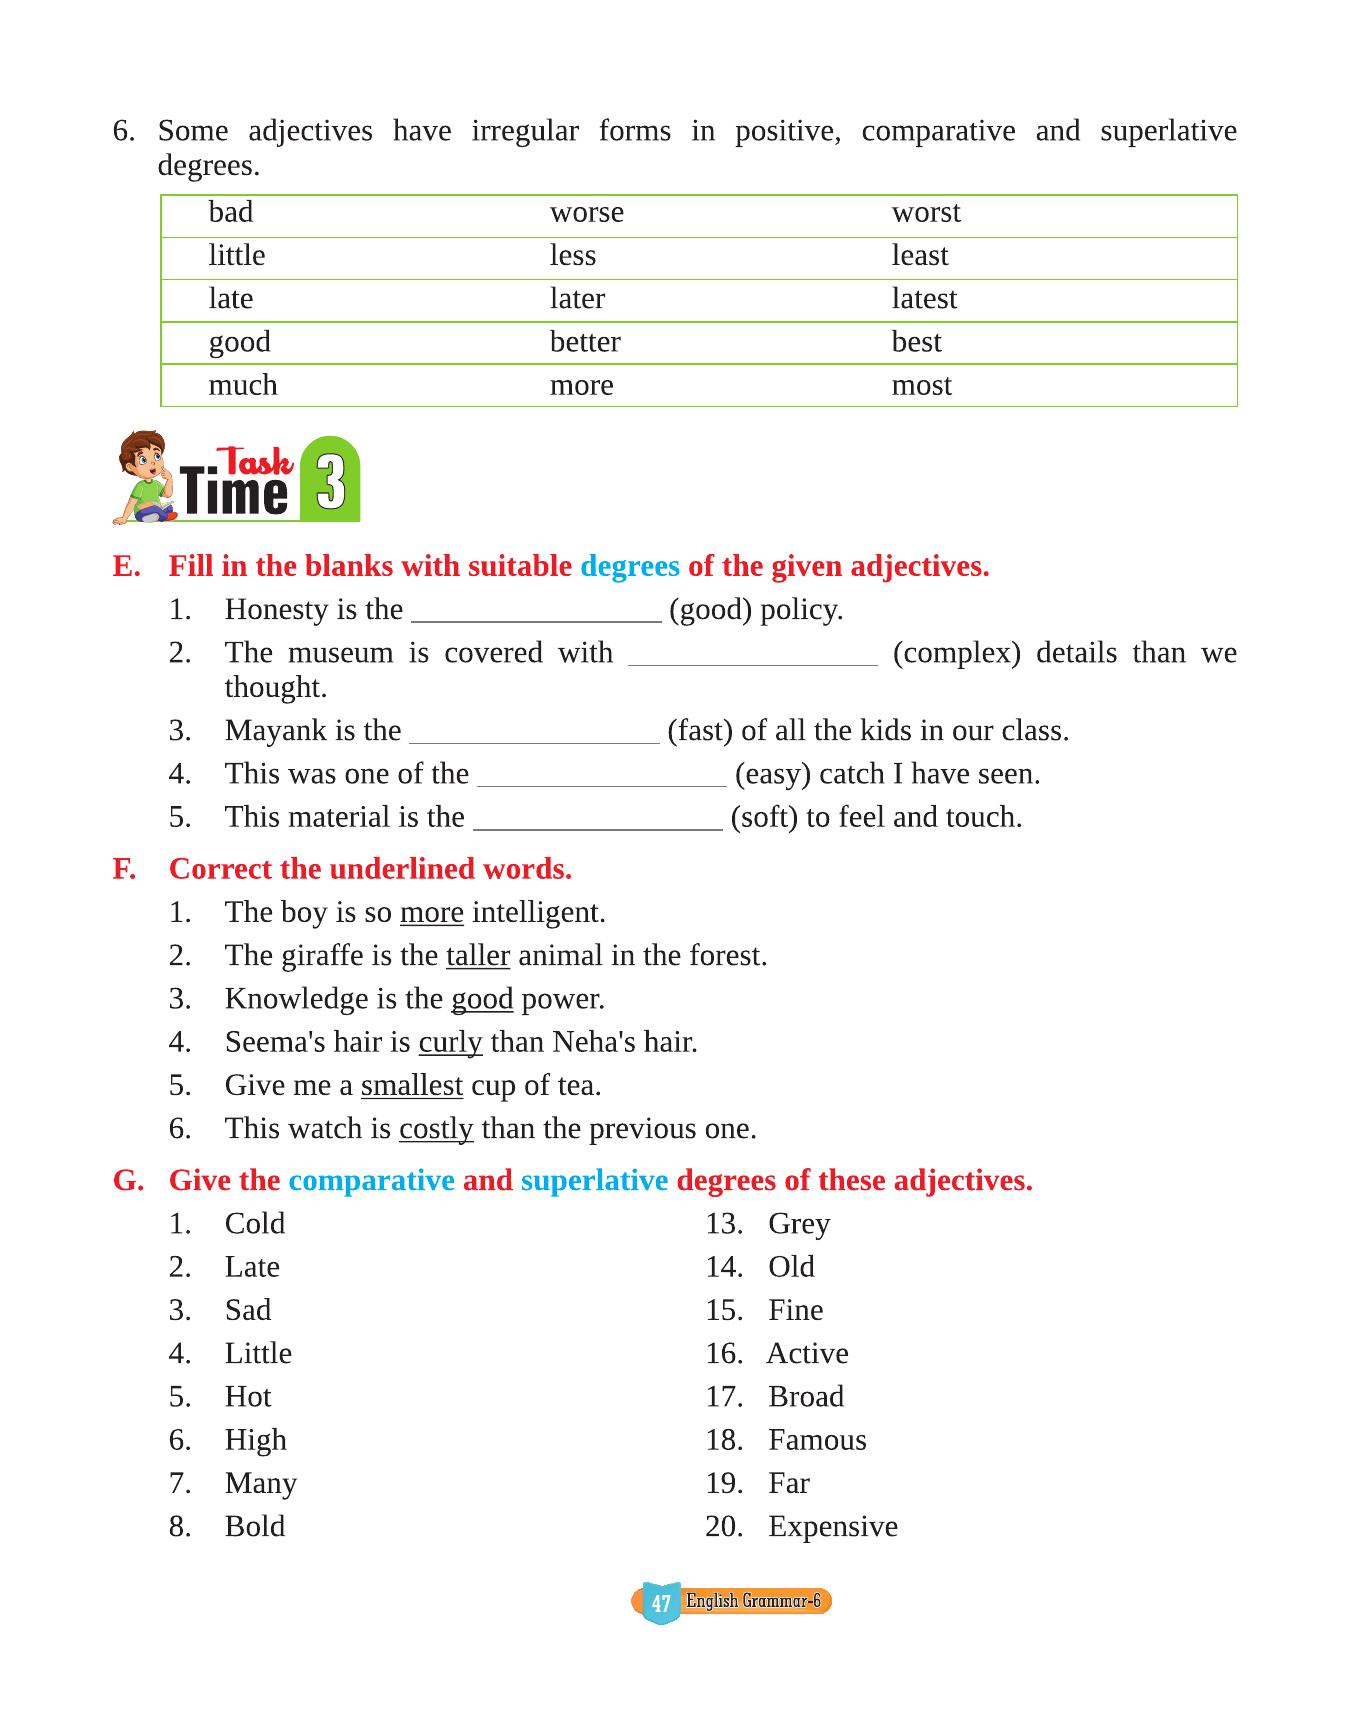 6. Some adjectives have irregular forms in positive, comparative and superlative
degrees.
bad worse worst
little less least
late later latest
good better best
much more most
Task
Time 3
E. Fill in the blanks with suitable degrees of the given adjectives.
1. Honesty is the ________________ (good) policy.
2. The museum is covered with ________________ (complex) details than we
thought.
3. Mayank is the ________________ (fast) of all the kids in our class.
4. This was one of the ________________ (easy) catch I have seen.
5. This material is the ________________ (soft) to feel and touch.
F. Correct the underlined words.
1. The boy is so more intelligent.
2. The giraffe is the taller animal in the forest.
3. Knowledge is the good power.
4. Seema's hair is curly than Neha's hair.
5. Give me a smallest cup of tea.
6. This watch is costly than the previous one.
G. Give the comparative and superlative degrees of these adjectives.
1. Cold
2. Late
3. Sad
4. Little
5. Hot
6. High
7. Many
8. Bold
13. Grey
14. Old
15. Fine
16. Active
17. Broad
18. Famous
19. Far
20. Expensive
47 English Grammar-6